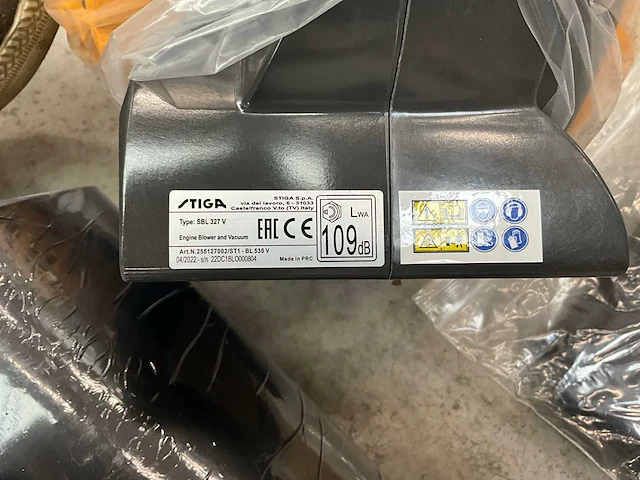 STIGA
STIGA S.p.A.
via del lavoro, 6 - 31033
Castelfranco V.to (TV) Italy
Type: SBL 327 V
Engine Blower and Vacuum
EAC CE
LWA
109dB
Art.N.255127002/ST1 - BL 530 V
04/2022 - s/n 22DC1BLO000804
Made in PRC